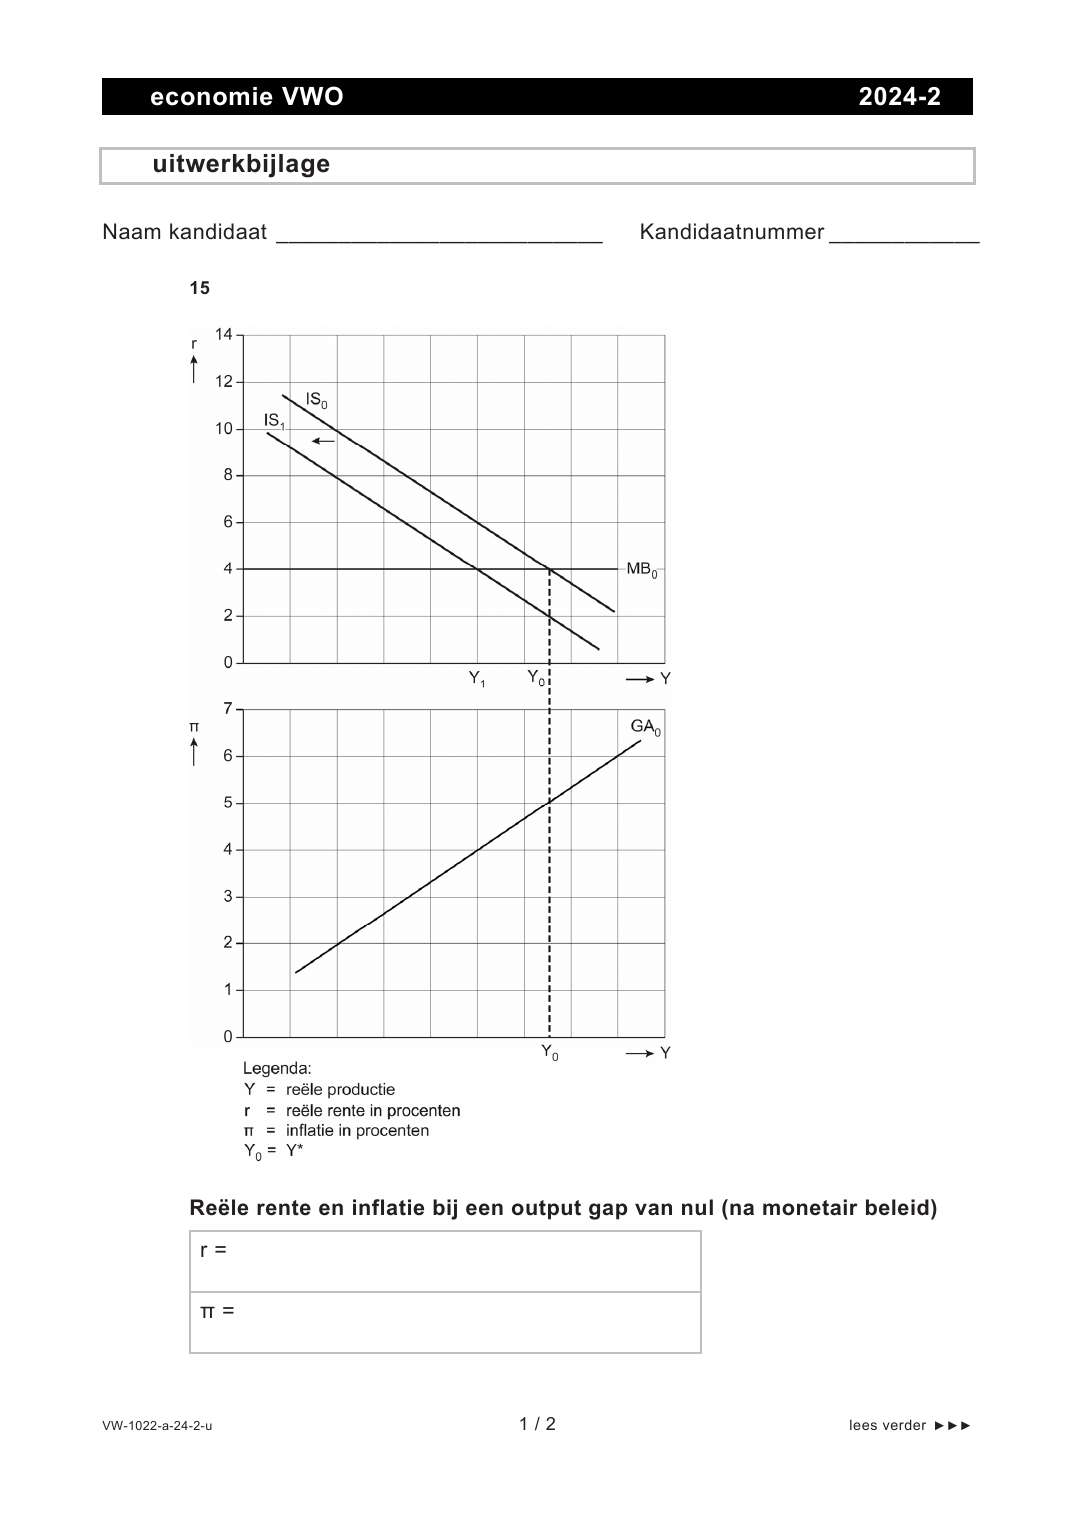 economie VWO 2024-2
uitwerkbijlage
Naam kandidaat __________________________ Kandidaatnummer ____________
15
14
r
12
IS0
IS1
10
8
6
4
MB0
2
0
Y1 Y0 Y
7
π
GA0
6
5
4
3
2
1
0
Y0 Y
Legenda:
Y = reële productie
r = reële rente in procenten
π = inflatie in procenten
Y0 = Y*
Reële rente en inflatie bij een output gap van nul (na monetair beleid)
r =
π =
VW-1022-a-24-2-u 1 / 2 lees verder ►►►